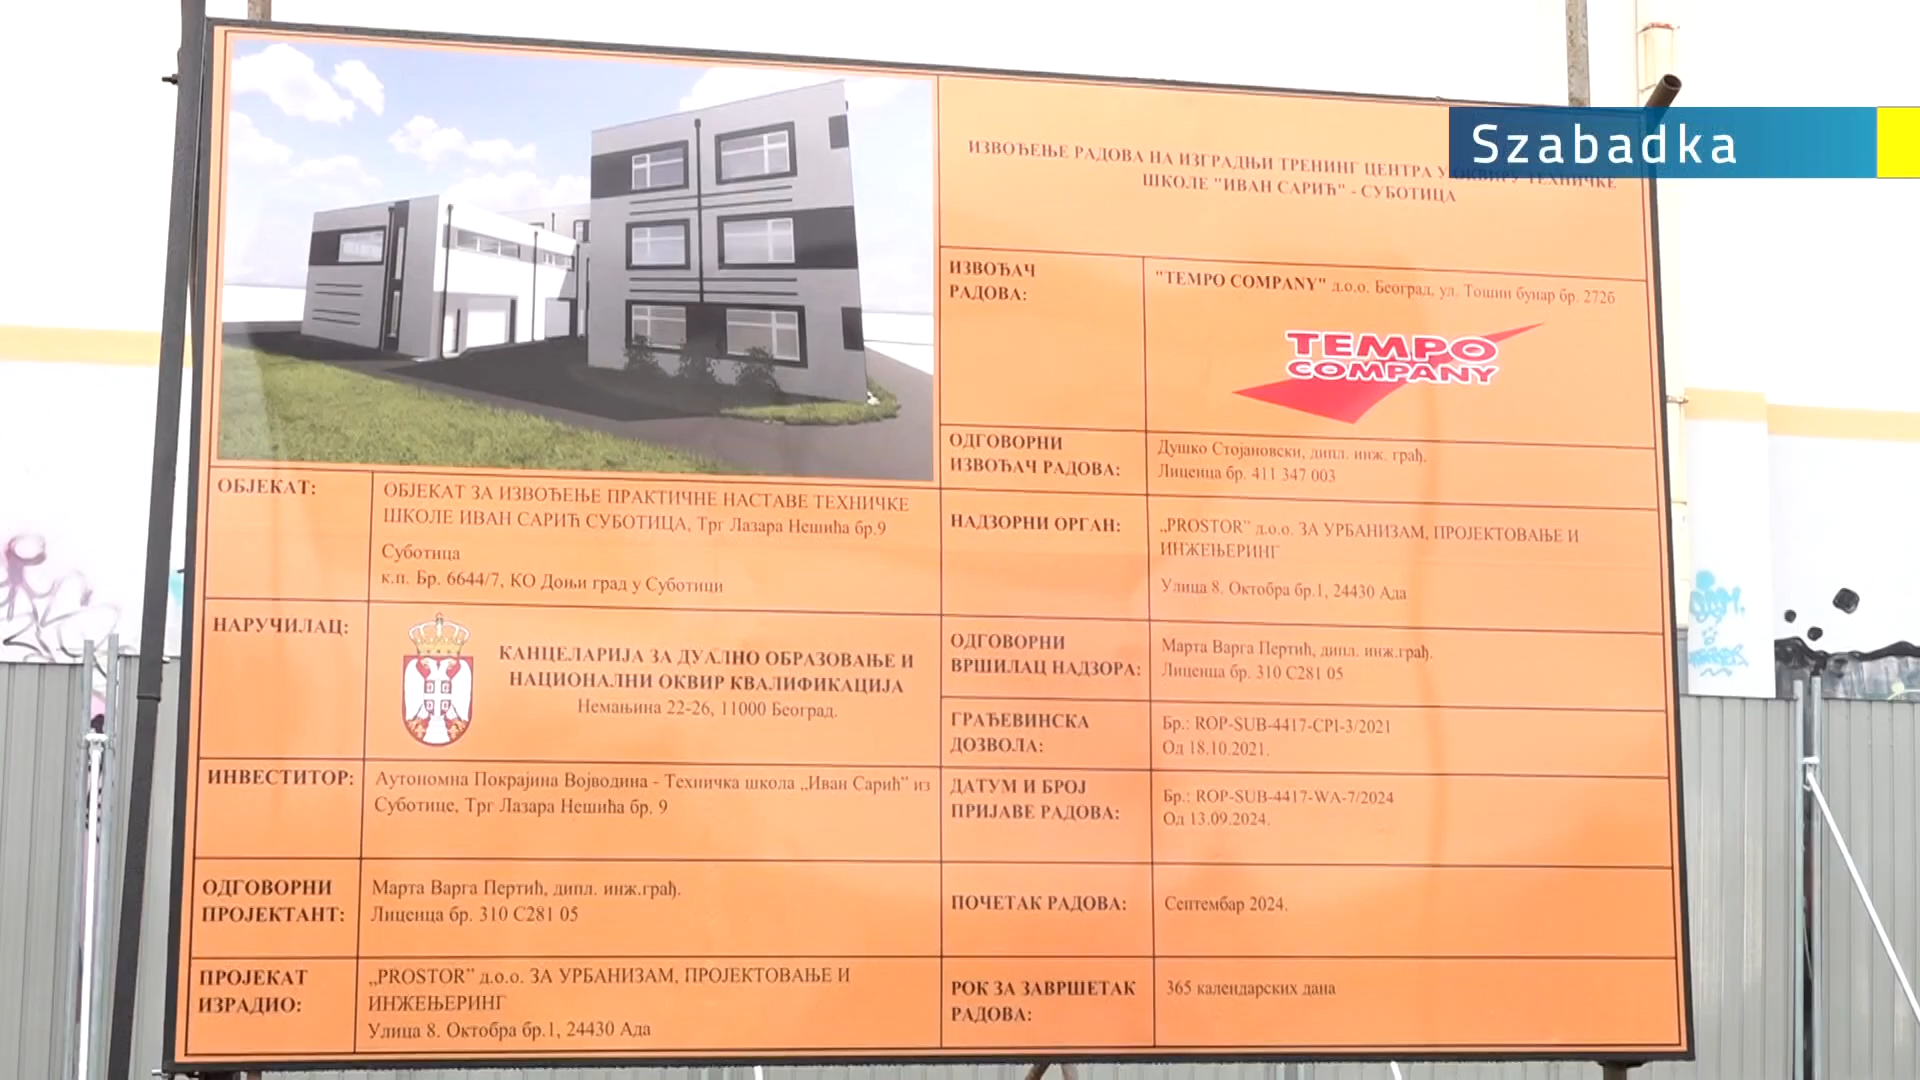 Szabadka
ИЗВОЂЕЊЕ РАДОВА НА ИЗГРАДЊИ ТРЕНИНГ ЦЕНТРА У ОКВИРУ ТЕХНИЧКЕ
ШКОЛЕ "ИВАН САРИЋ" - СУБОТИЦА
ИЗВОЂАЧ
РАДОВА:
"TEMPO COMPANY" д.о.о. Београд, ул. Тошин бунар бр. 272б
TEMPO
COMPANY
ОДГОВОРНИ
ИЗВОЂАЧ РАДОВА:
Душко Стојановски, дипл. инж. грађ.
Лиценца бр. 411 347 003
НАДЗОРНИ ОРГАН:
„PROSTOR” д.о.о. ЗА УРБАНИЗАМ, ПРОЈЕКТОВАЊЕ И
ИНЖЕЊЕРИНГ
Улица 8. Октобра бр.1, 24430 Ада
ОДГОВОРНИ
ВРШИЛАЦ НАДЗОРА:
Марта Варга Пертић, дипл. инж.грађ.
Лиценца бр. 310 С281 05
ГРАЂЕВИНСКА
ДОЗВОЛА:
Бр.: ROP-SUB-4417-CPI-3/2021
Од 18.10.2021.
ДАТУМ И БРОЈ
ПРИЈАВЕ РАДОВА:
Бр.: ROP-SUB-4417-WA-7/2024
Од 13.09.2024.
ПОЧЕТАК РАДОВА:
Септембар 2024.
РОК ЗА ЗАВРШЕТАК
РАДОВА:
365 календарских дана
ОБЈЕКАТ:
ОБЈЕКАТ ЗА ИЗВОЂЕЊЕ ПРАКТИЧНЕ НАСТАВЕ ТЕХНИЧКЕ
ШКОЛЕ ИВАН САРИЋ СУБОТИЦА, Трг Лазара Нешића бр.9
Суботица
к.п. Бр. 6644/7, КО Доњи град у Суботици
НАРУЧИЛАЦ:
КАНЦЕЛАРИЈА ЗА ДУАЛНО ОБРАЗОВАЊЕ И
НАЦИОНАЛНИ ОКВИР КВАЛИФИКАЦИЈА
Немањина 22-26, 11000 Београд.
ИНВЕСТИТОР:
Аутономна Покрајина Војводина - Техничка школа „Иван Сарић“ из
Суботице, Трг Лазара Нешића бр. 9
ОДГОВОРНИ
ПРОЈЕКТАНТ:
Марта Варга Пертић, дипл. инж.грађ.
Лиценца бр. 310 С281 05
ПРОЈЕКАТ
ИЗРАДИО:
„PROSTOR” д.о.о. ЗА УРБАНИЗАМ, ПРОЈЕКТОВАЊЕ И
ИНЖЕЊЕРИНГ
Улица 8. Октобра бр.1, 24430 Ада